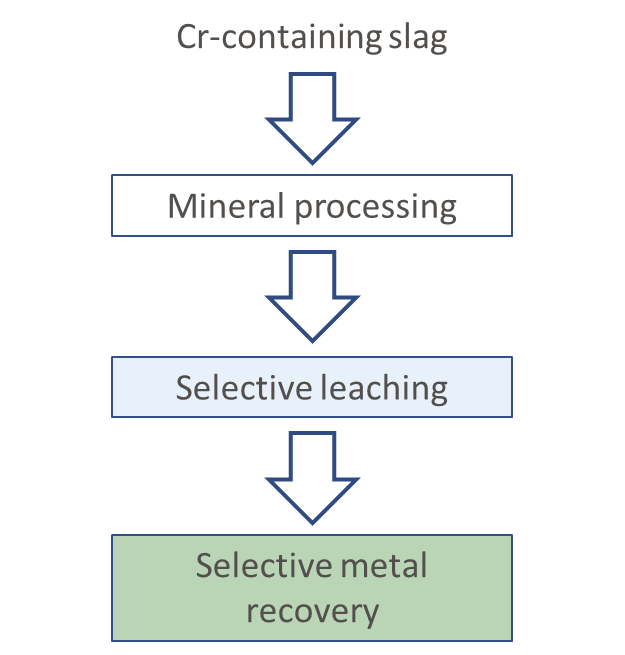 Cr-containing slag
Mineral processing
Selective leaching
Selective metal
recovery